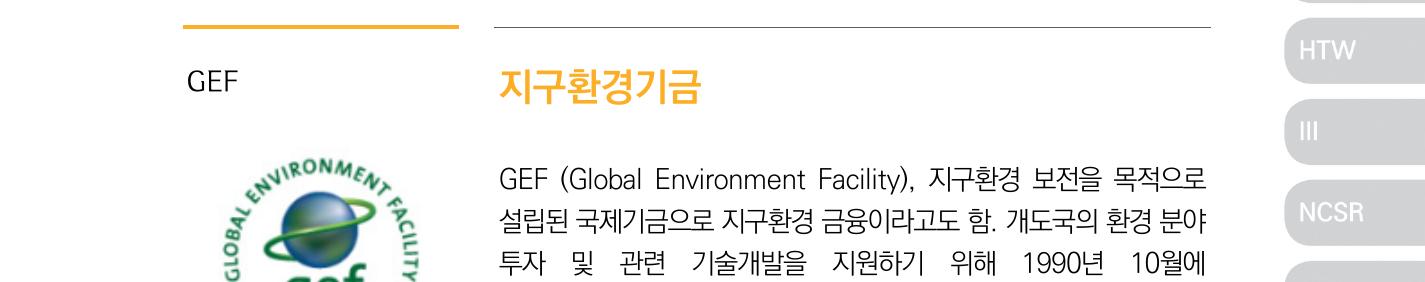 GEF
지구환경기금
GLOBAL ENVIRONMENT FACILITY
gef
GEF (Global Environment Facility), 지구환경 보전을 목적으로
설립된 국제기금으로 지구환경 금융이라고도 함. 개도국의 환경 분야
투자 및 관련 기술개발을 지원하기 위해 1990년 10월에
HTW
III
NCSR